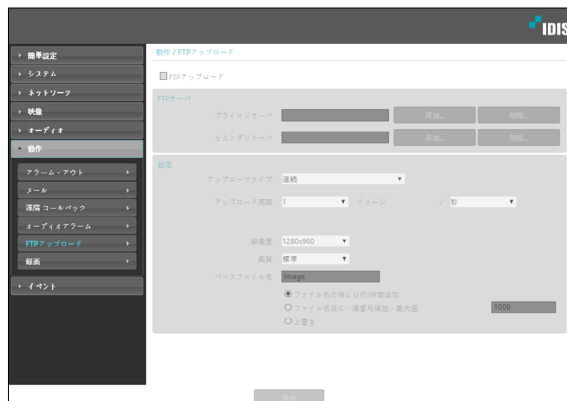 IDIS
簡単設定
システム
ネットワーク
映像
オーディオ
動作
アラーム・アウト
メール
遠隔 コールバック
オーディオアラーム
FTPアップロード
録画
イベント
動作 / FTPアップロード
FTPアップロード
FTPサーバ
プライマリサーバ 追加... 削除...
セカンダリサーバ 追加... 削除...
設定
アップロードタイプ 連続
アップロード周期 1 イメージ / 秒
解像度 1280x960
画質 標準
ベースファイル名 Image
ファイル名の後に日付/時間追加
ファイル名後に一連番号追加 - 最大値 1000
上書き
保存